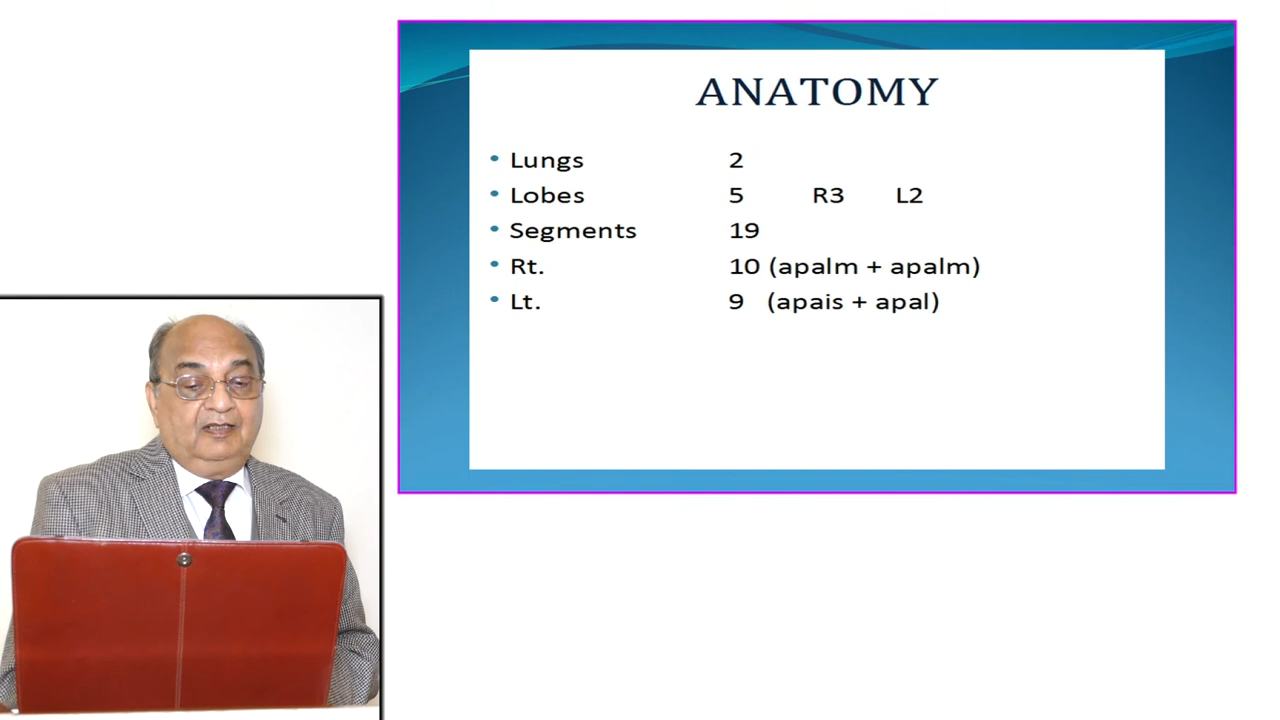 ANATOMY
• Lungs 2
• Lobes 5 R3 L2
• Segments 19
• Rt. 10 (apalm + apalm)
• Lt. 9 (apais + apal)